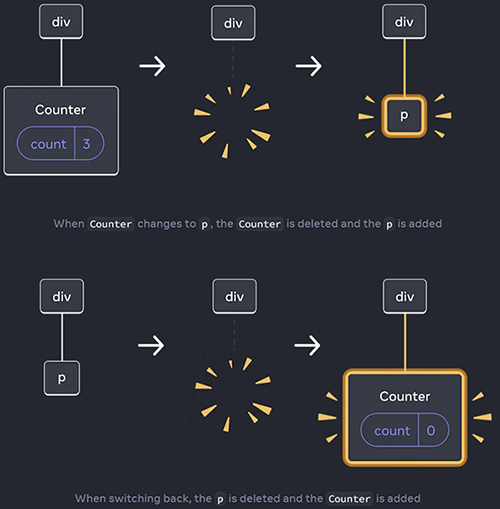 div
div
div
Counter
count 3
p
When Counter changes to p, the Counter is deleted and the p is added
div
div
div
p
Counter
count 0
When switching back, the p is deleted and the Counter is added